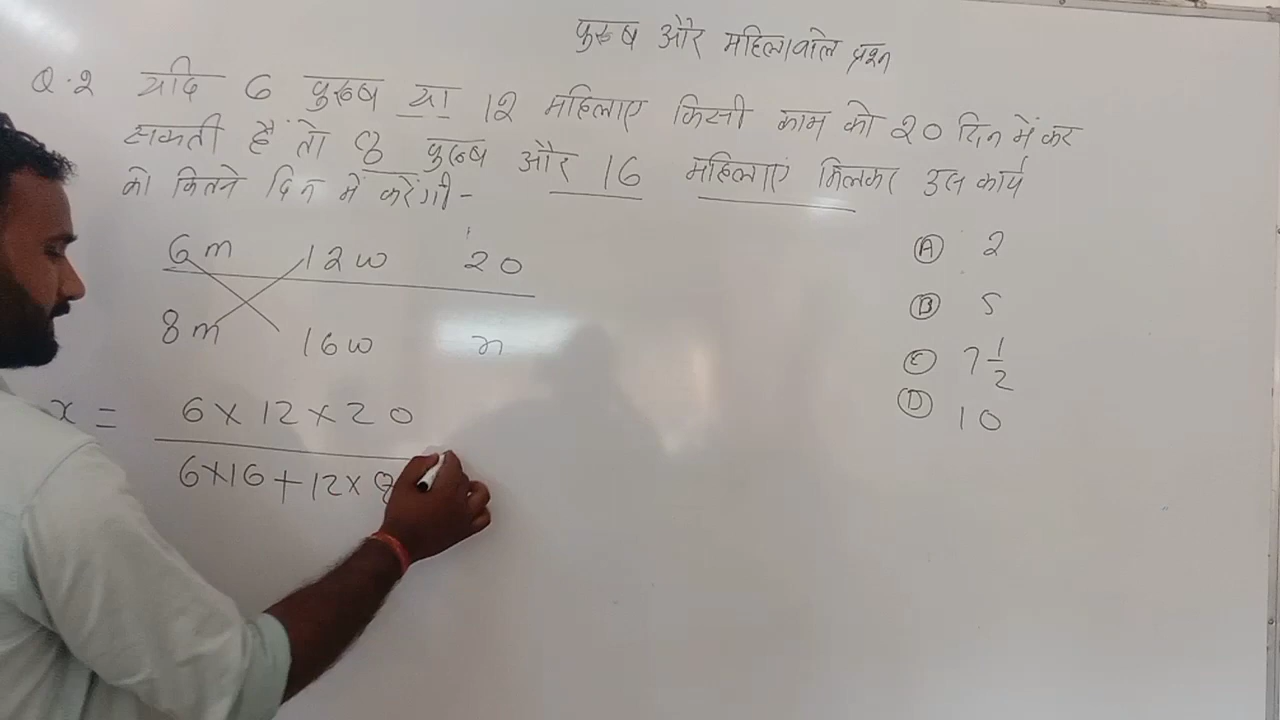 पुरूष और महिलावाले प्रश्न
Q.2 यदि 6 पुरूष या 12 महिलाए किसी काम को 20 दिन में कर
सकती हैं तो 8 पुरूष और 16 महिलाएं मिलकर उस कार्य
को कितने दिन में करेंगी-
6m 12w 20
8m 16w x
x = 6×12×20
6×16+12×8
(A) 2
(B) 5
(C) 7 1/2
(D) 10